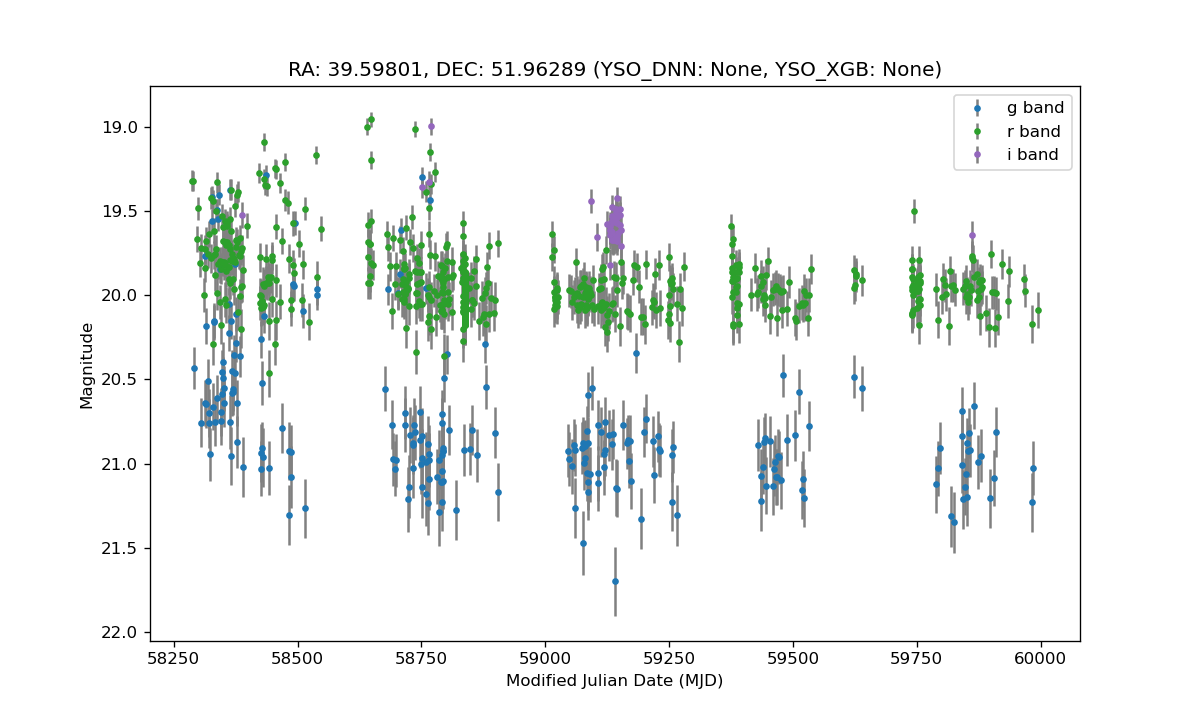 RA: 39.59801, DEC: 51.96289 (YSO_DNN: None, YSO_XGB: None)
g band
r band
i band
19.0
19.5
20.0
20.5
21.0
21.5
22.0
Magnitude
58250
58500
58750
59000
59250
59500
59750
60000
Modified Julian Date (MJD)